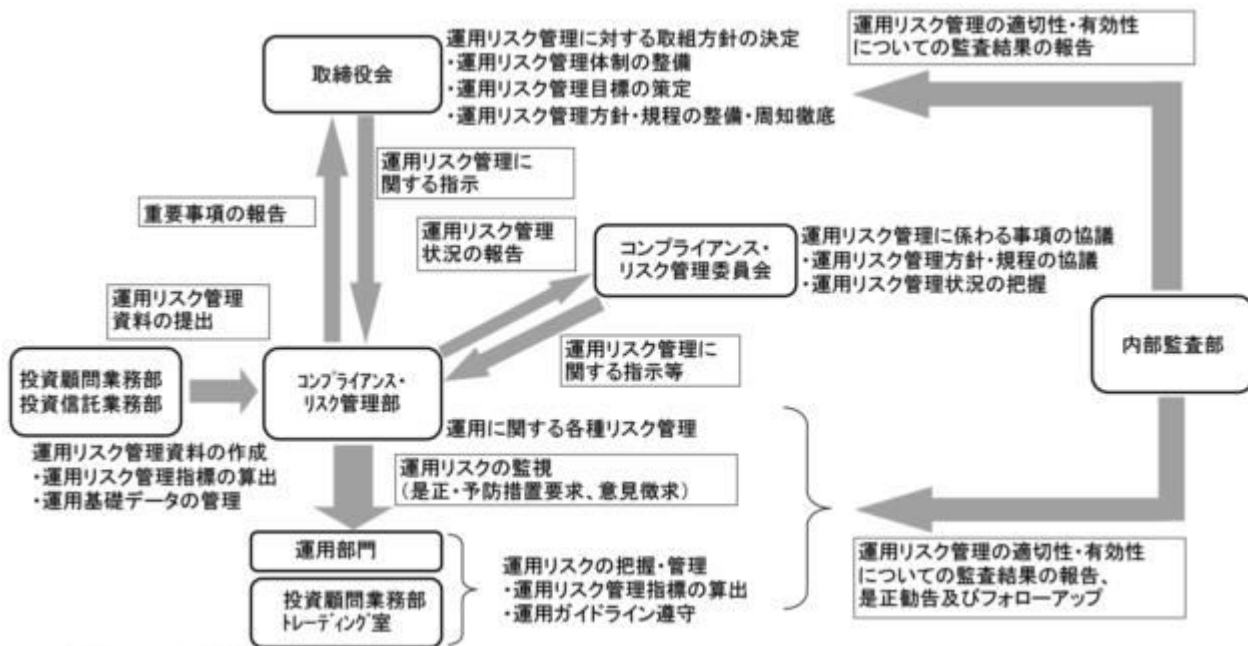 運用リスク管理に対する取組方針の決定
・運用リスク管理体制の整備
・運用リスク管理目標の策定
・運用リスク管理方針・規程の整備・周知徹底
取締役会
運用リスク管理の適切性・有効性
についての監査結果の報告
運用リスク管理に
関する指示
重要事項の報告
運用リスク管理
状況の報告
コンプライアンス・
リスク管理委員会
運用リスク管理に係わる事項の協議
・運用リスク管理方針・規程の協議
・運用リスク管理状況の把握
運用リスク管理
資料の提出
内部監査部
運用リスク管理に
関する指示等
投資顧問業務部
投資信託業務部
コンプライアンス・
リスク管理部
運用に関する各種リスク管理
運用リスク管理資料の作成
・運用リスク管理指標の算出
・運用基礎データの管理
運用リスクの監視
（是正・予防措置要求、意見徴求）
運用部門
投資顧問業務部
トレーディング室
運用リスクの把握・管理
・運用リスク管理指標の算出
・運用ガイドライン遵守
運用リスク管理の適切性・有効性
についての監査結果の報告、
是正勧告及びフォローアップ